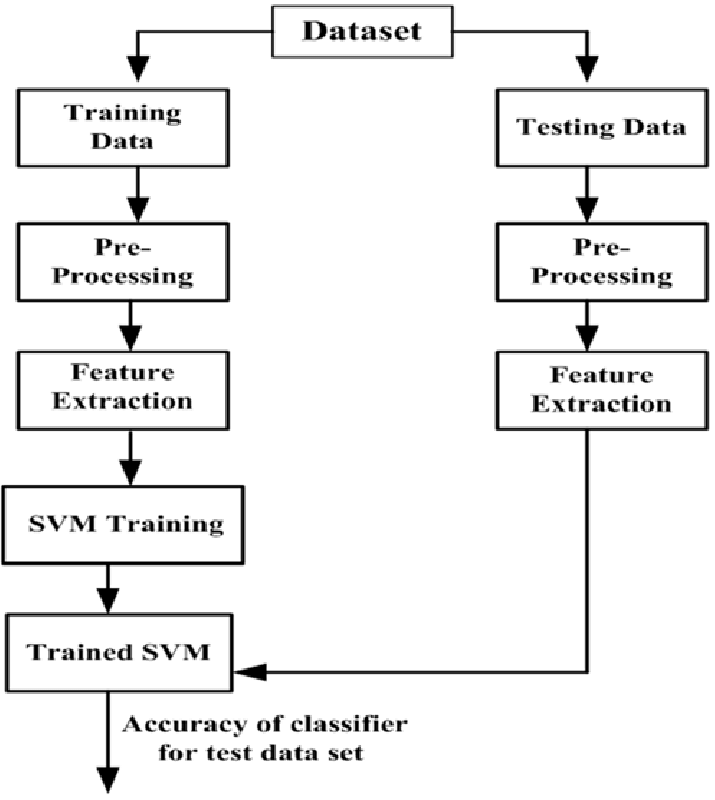 Dataset
Training
Data
Testing Data
Pre-
Processing
Pre-
Processing
Feature
Extraction
Feature
Extraction
SVM Training
Trained SVM
Accuracy of classifier
for test data set